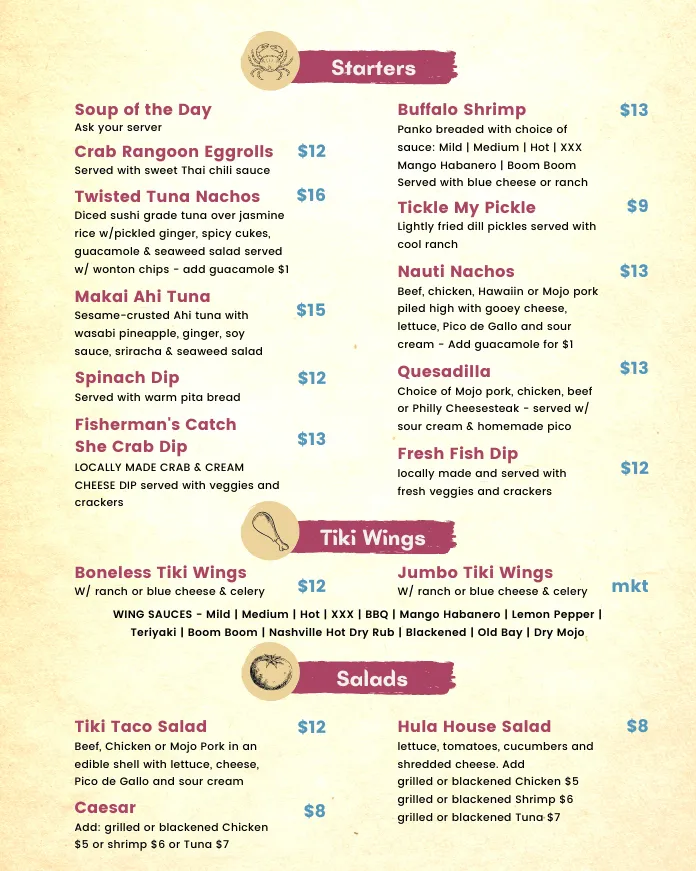 Starters
Soup of the Day
Ask your server
Crab Rangoon Eggrolls $12
Served with sweet Thai chili sauce
Twisted Tuna Nachos $16
Diced sushi grade tuna over jasmine
rice w/pickled ginger, spicy cukes,
guacamole & seaweed salad served
w/ wonton chips - add guacamole $1
Makai Ahi Tuna
$15
Sesame-crusted Ahi tuna with
wasabi pineapple, ginger, soy
sauce, sriracha & seaweed salad
Spinach Dip $12
Served with warm pita bread
Fisherman's Catch
She Crab Dip $13
LOCALLY MADE CRAB & CREAM
CHEESE DIP served with veggies and
crackers
Buffalo Shrimp $13
Panko breaded with choice of
sauce: Mild | Medium | Hot | XXX
Mango Habanero | Boom Boom
Served with blue cheese or ranch
Tickle My Pickle $9
Lightly fried dill pickles served with
cool ranch
Nauti Nachos $13
Beef, chicken, Hawaiin or Mojo pork
piled high with gooey cheese,
lettuce, Pico de Gallo and sour
cream - Add guacamole for $1
Quesadilla $13
Choice of Mojo pork, chicken, beef
or Philly Cheesesteak - served w/
sour cream & homemade pico
Fresh Fish Dip
$12
locally made and served with
fresh veggies and crackers
Tiki Wings
Boneless Tiki Wings
W/ ranch or blue cheese & celery $12
Jumbo Tiki Wings
W/ ranch or blue cheese & celery mkt
WING SAUCES - Mild | Medium | Hot | XXX | BBQ | Mango Habanero | Lemon Pepper |
Teriyaki | Boom Boom | Nashville Hot Dry Rub | Blackened | Old Bay | Dry Mojo
Salads
Tiki Taco Salad $12
Beef, Chicken or Mojo Pork in an
edible shell with lettuce, cheese,
Pico de Gallo and sour cream
Caesar $8
Add: grilled or blackened Chicken
$5 or shrimp $6 or Tuna $7
Hula House Salad $8
lettuce, tomatoes, cucumbers and
shredded cheese. Add
grilled or blackened Chicken $5
grilled or blackened Shrimp $6
grilled or blackened Tuna $7